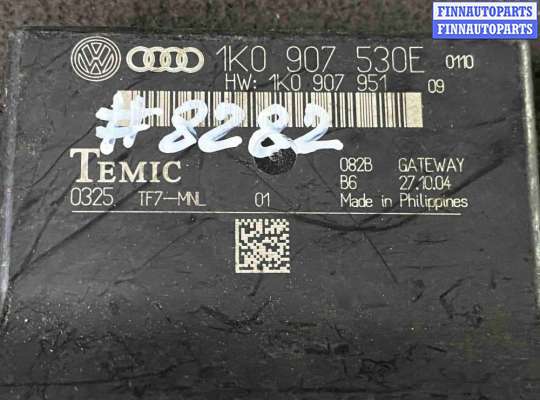 FINNAUTOPARTS
FINNAUTOPARTS
1K0 907 530E 0110
HW: 1K0 907 951 09
#8282
TEMIC 082B GATEWAY
B6 27.10.04
0325 TF7-MNL 01 Made in Philippines